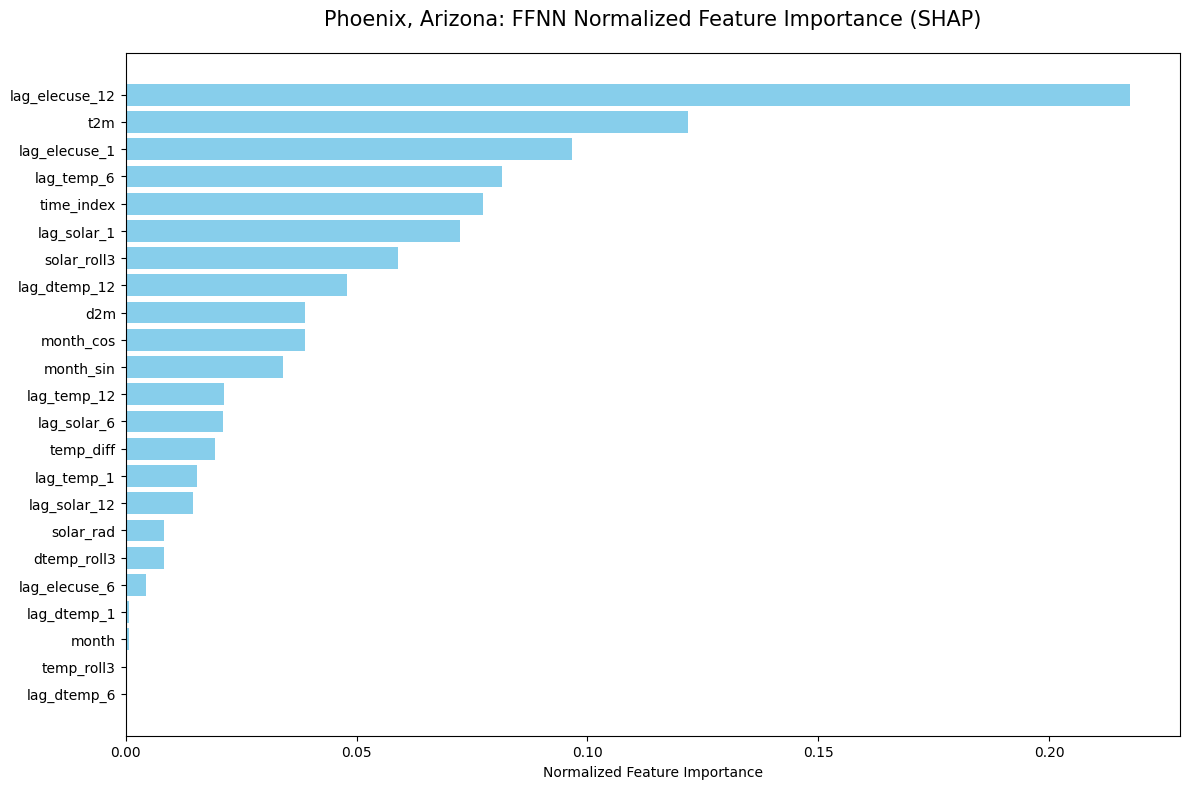 Phoenix, Arizona: FFNN Normalized Feature Importance (SHAP)
lag_elecuse_12
t2m
lag_elecuse_1
lag_temp_6
time_index
lag_solar_1
solar_roll3
lag_dtemp_12
d2m
month_cos
month_sin
lag_temp_12
lag_solar_6
temp_diff
lag_temp_1
lag_solar_12
solar_rad
dtemp_roll3
lag_elecuse_6
lag_dtemp_1
month
temp_roll3
lag_dtemp_6
0.00 0.05 0.10 0.15 0.20
Normalized Feature Importance